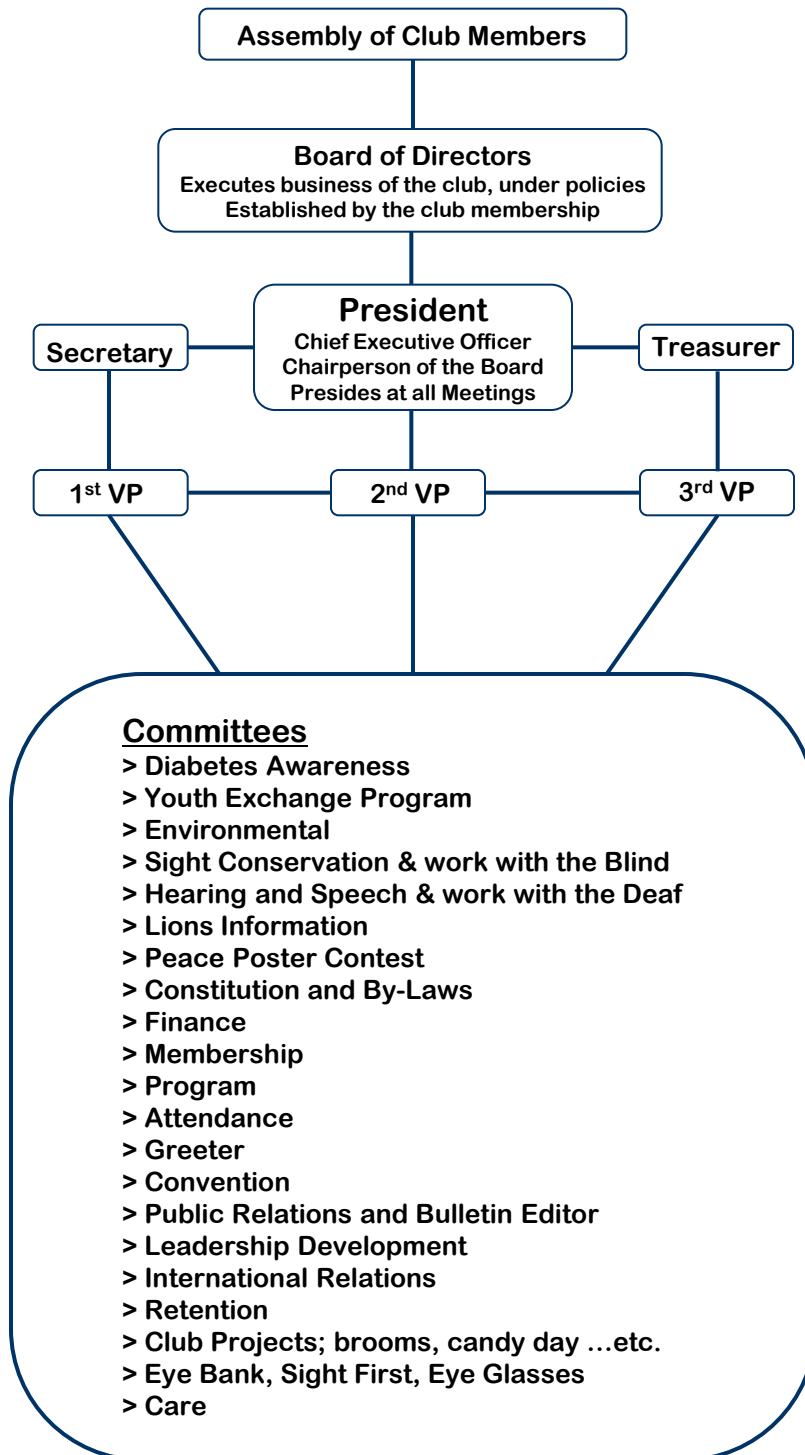 Assembly of Club Members
Board of Directors
Executes business of the club, under policies
Established by the club membership
President
Chief Executive Officer
Chairperson of the Board
Presides at all Meetings
Secretary
Treasurer
1st VP
2nd VP
3rd VP
Committees
> Diabetes Awareness
> Youth Exchange Program
> Environmental
> Sight Conservation & work with the Blind
> Hearing and Speech & work with the Deaf
> Lions Information
> Peace Poster Contest
> Constitution and By-Laws
> Finance
> Membership
> Program
> Attendance
> Greeter
> Convention
> Public Relations and Bulletin Editor
> Leadership Development
> International Relations
> Retention
> Club Projects; brooms, candy day ...etc.
> Eye Bank, Sight First, Eye Glasses
> Care